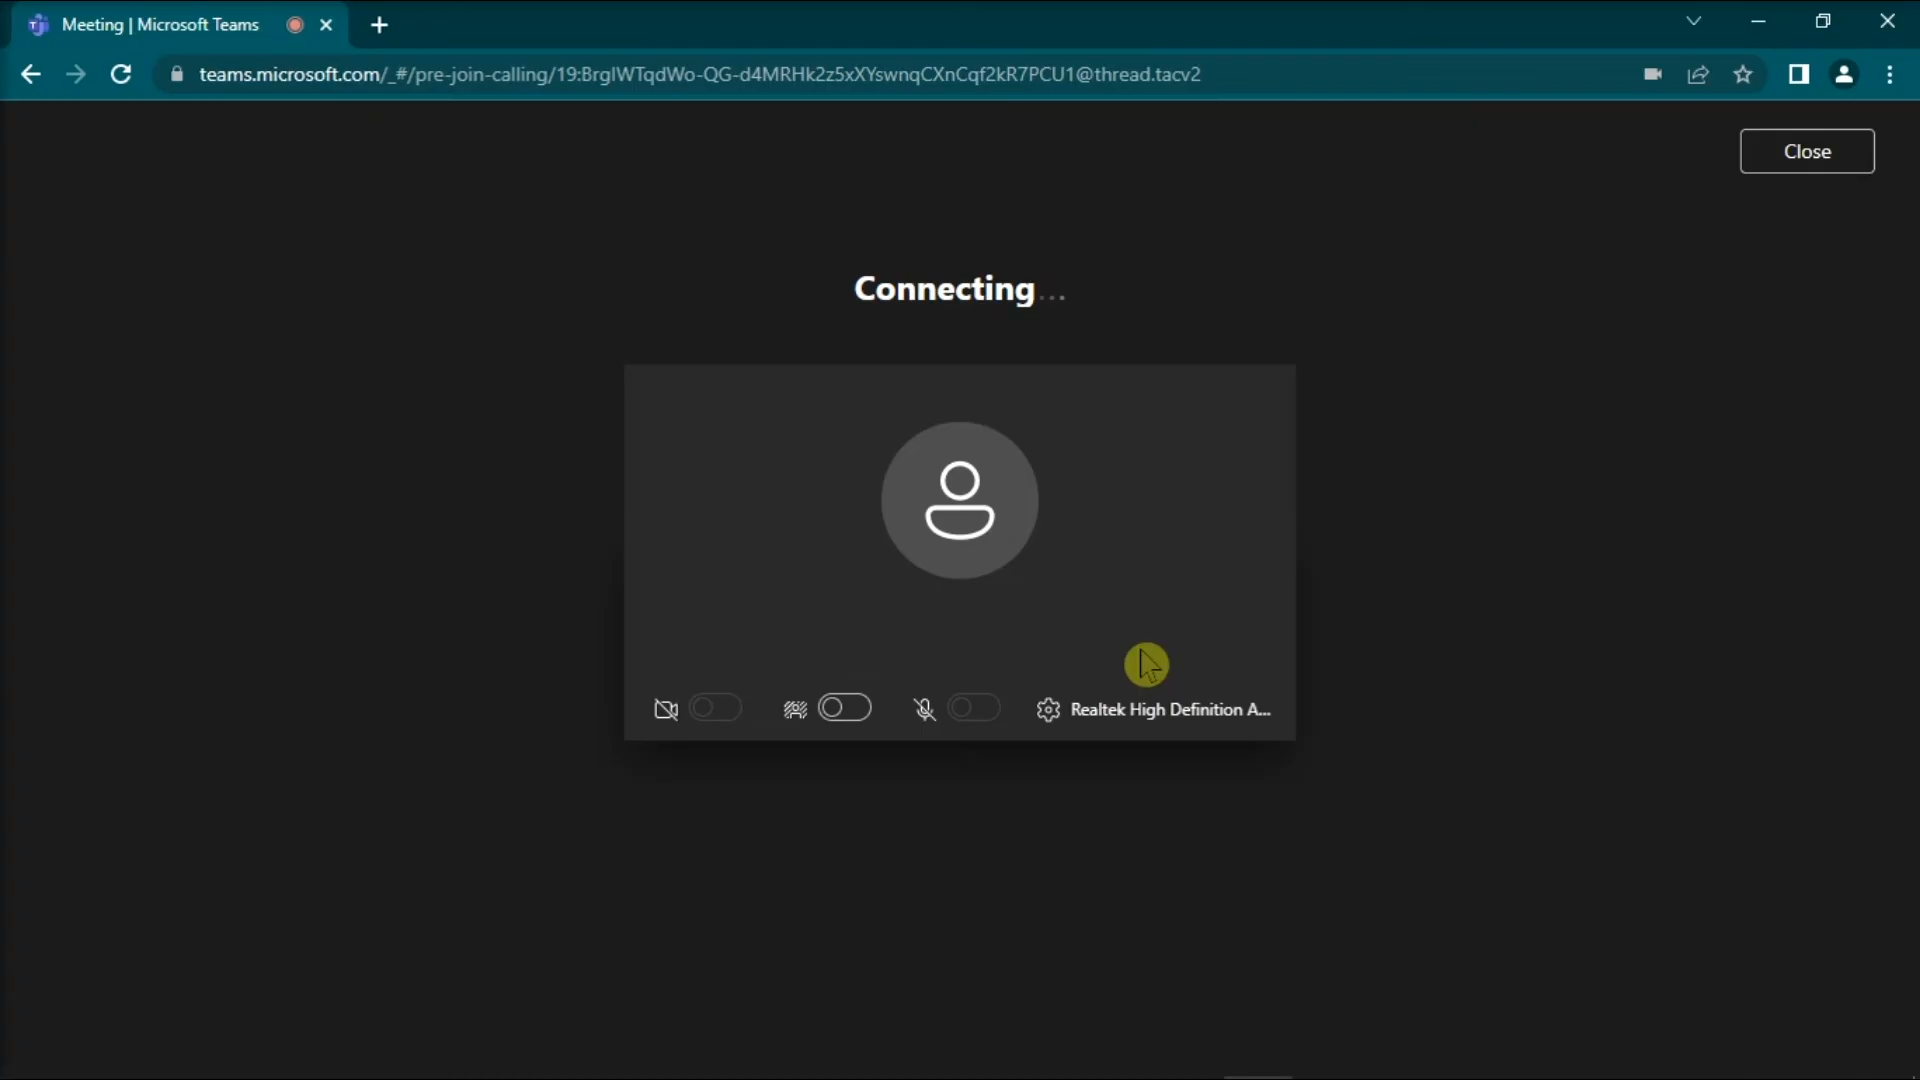 Meeting | Microsoft Teams
teams.microsoft.com/_#/pre-join-calling/19:BrglWTqdWo-QG-d4MRHk2z5xXYswnqCXnCqf2kR7PCU1@thread.tacv2
Close
Connecting...
Realtek High Definition A...